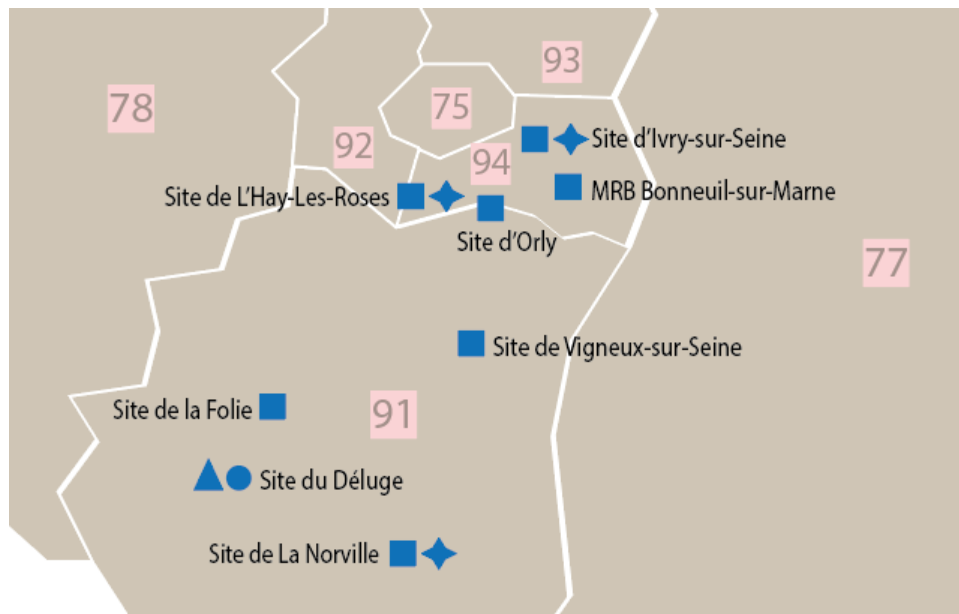 93
75
78
92
94
Site d'Ivry-sur-Seine
MRB Bonneuil-sur-Marne
Site de L'Hay-Les-Roses
Site d'Orly
77
Site de Vigneux-sur-Seine
Site de la Folie
91
Site du Déluge
Site de La Norville